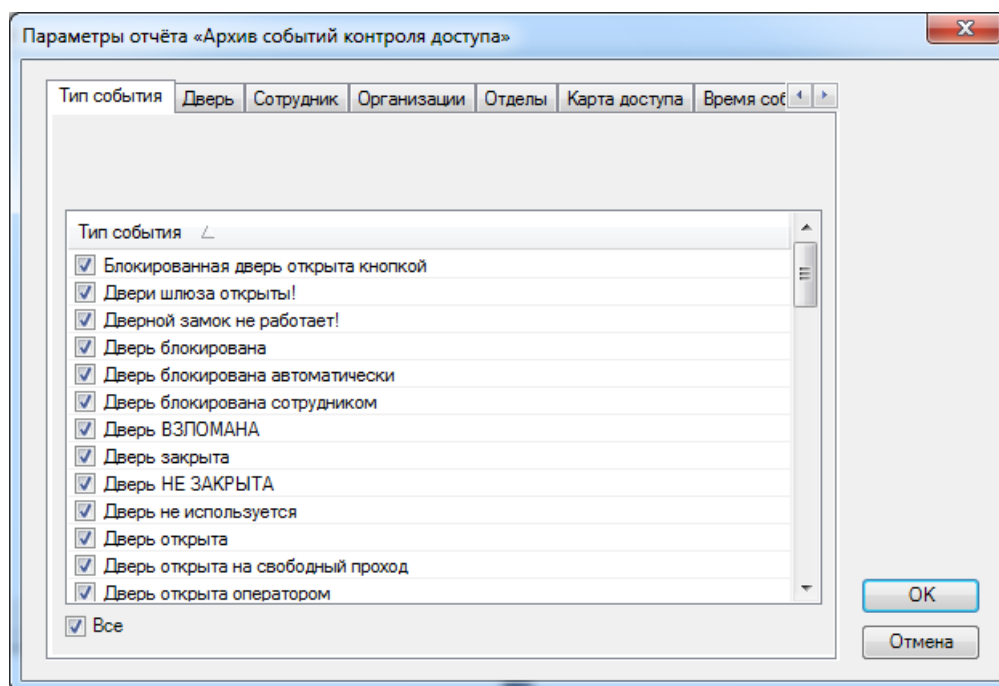 Параметры отчёта «Архив событий контроля доступа»
Тип события Дверь Сотрудник Организации Отделы Карта доступа Время соб
Тип события
Блокированная дверь открыта кнопкой
Двери шлюза открыты!
Дверной замок не работает!
Дверь блокирована
Дверь блокирована автоматически
Дверь блокирована сотрудником
Дверь ВЗЛОМАНА
Дверь закрыта
Дверь НЕ ЗАКРЫТА
Дверь не используется
Дверь открыта
Дверь открыта на свободный проход
Дверь открыта оператором
Все
OK
Отмена